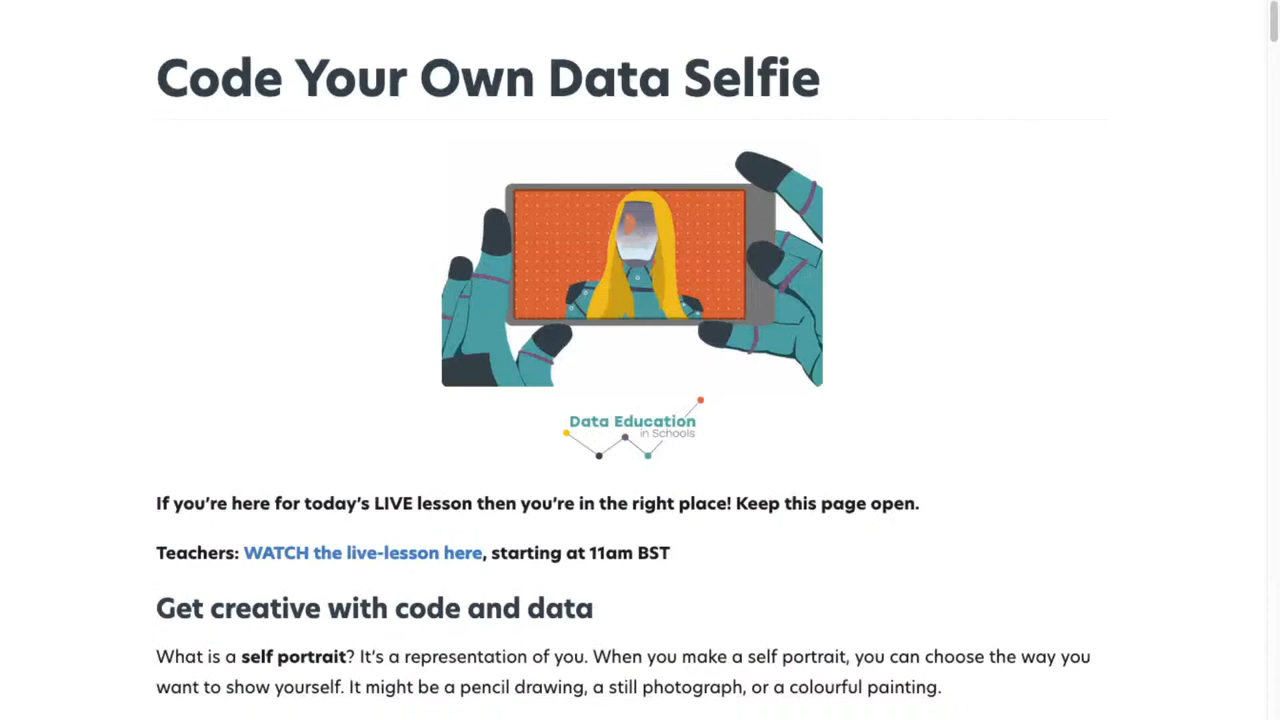 Code Your Own Data Selfie
Data Education
in Schools
If you're here for today's LIVE lesson then you're in the right place! Keep this page open.
Teachers: WATCH the live-lesson here, starting at 11am BST
Get creative with code and data
What is a self portrait? It's a representation of you. When you make a self portrait, you can choose the way you
want to show yourself. It might be a pencil drawing, a still photograph, or a colourful painting.